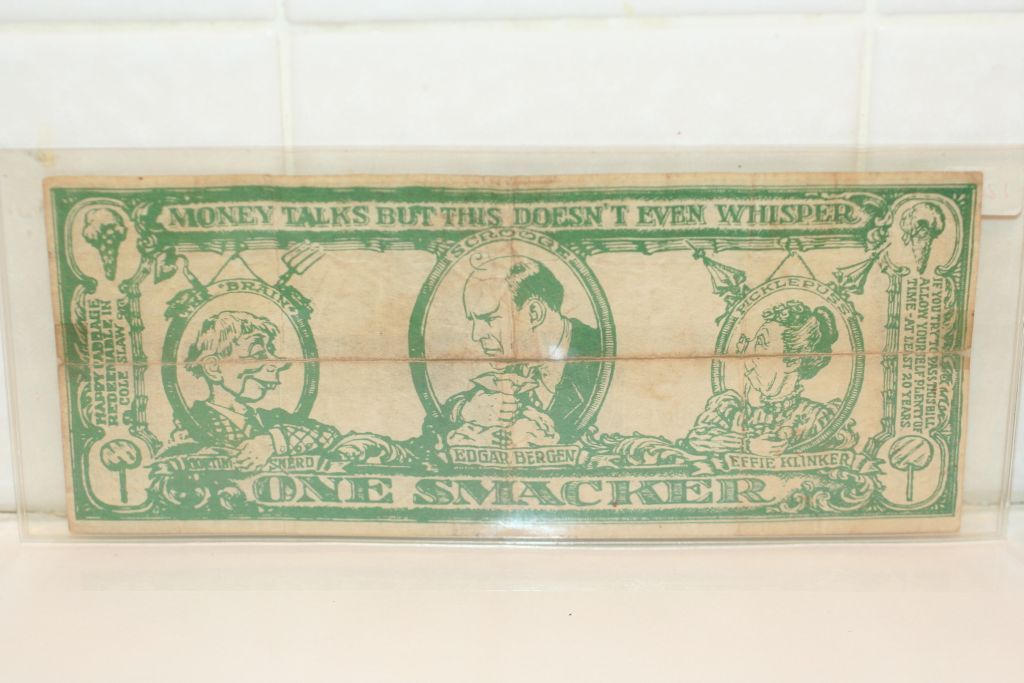 MONEY TALKS BUT THIS DOESN'T EVEN WHISPER
SCROOGE
"BRAIN"
PICKLEPUSS
HAPPY CABBAGE
REDEEMABLE IN
COLE SLAW
IF YOU TRY TO PASS THIS BILL
ALLOW YOURSELF PLENTY OF
TIME - AT LEAST 20 YEARS
MORTIMER SNERD
EDGAR BERGEN
EFFIE KLINKER
ONE SMACKER